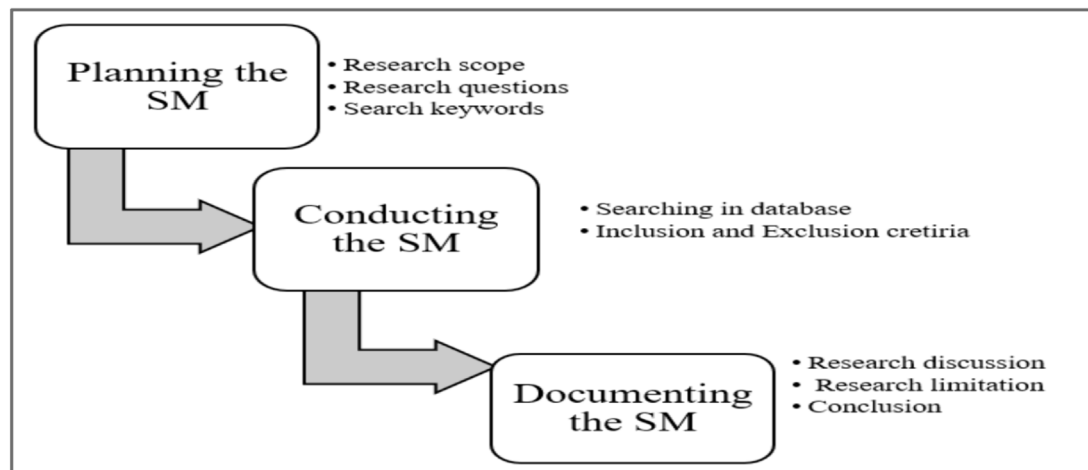 Planning the
SM
• Research scope
• Research questions
• Search keywords
Conducting
the SM
• Searching in database
• Inclusion and Exclusion cretiria
Documenting
the SM
• Research discussion
• Research limitation
• Conclusion